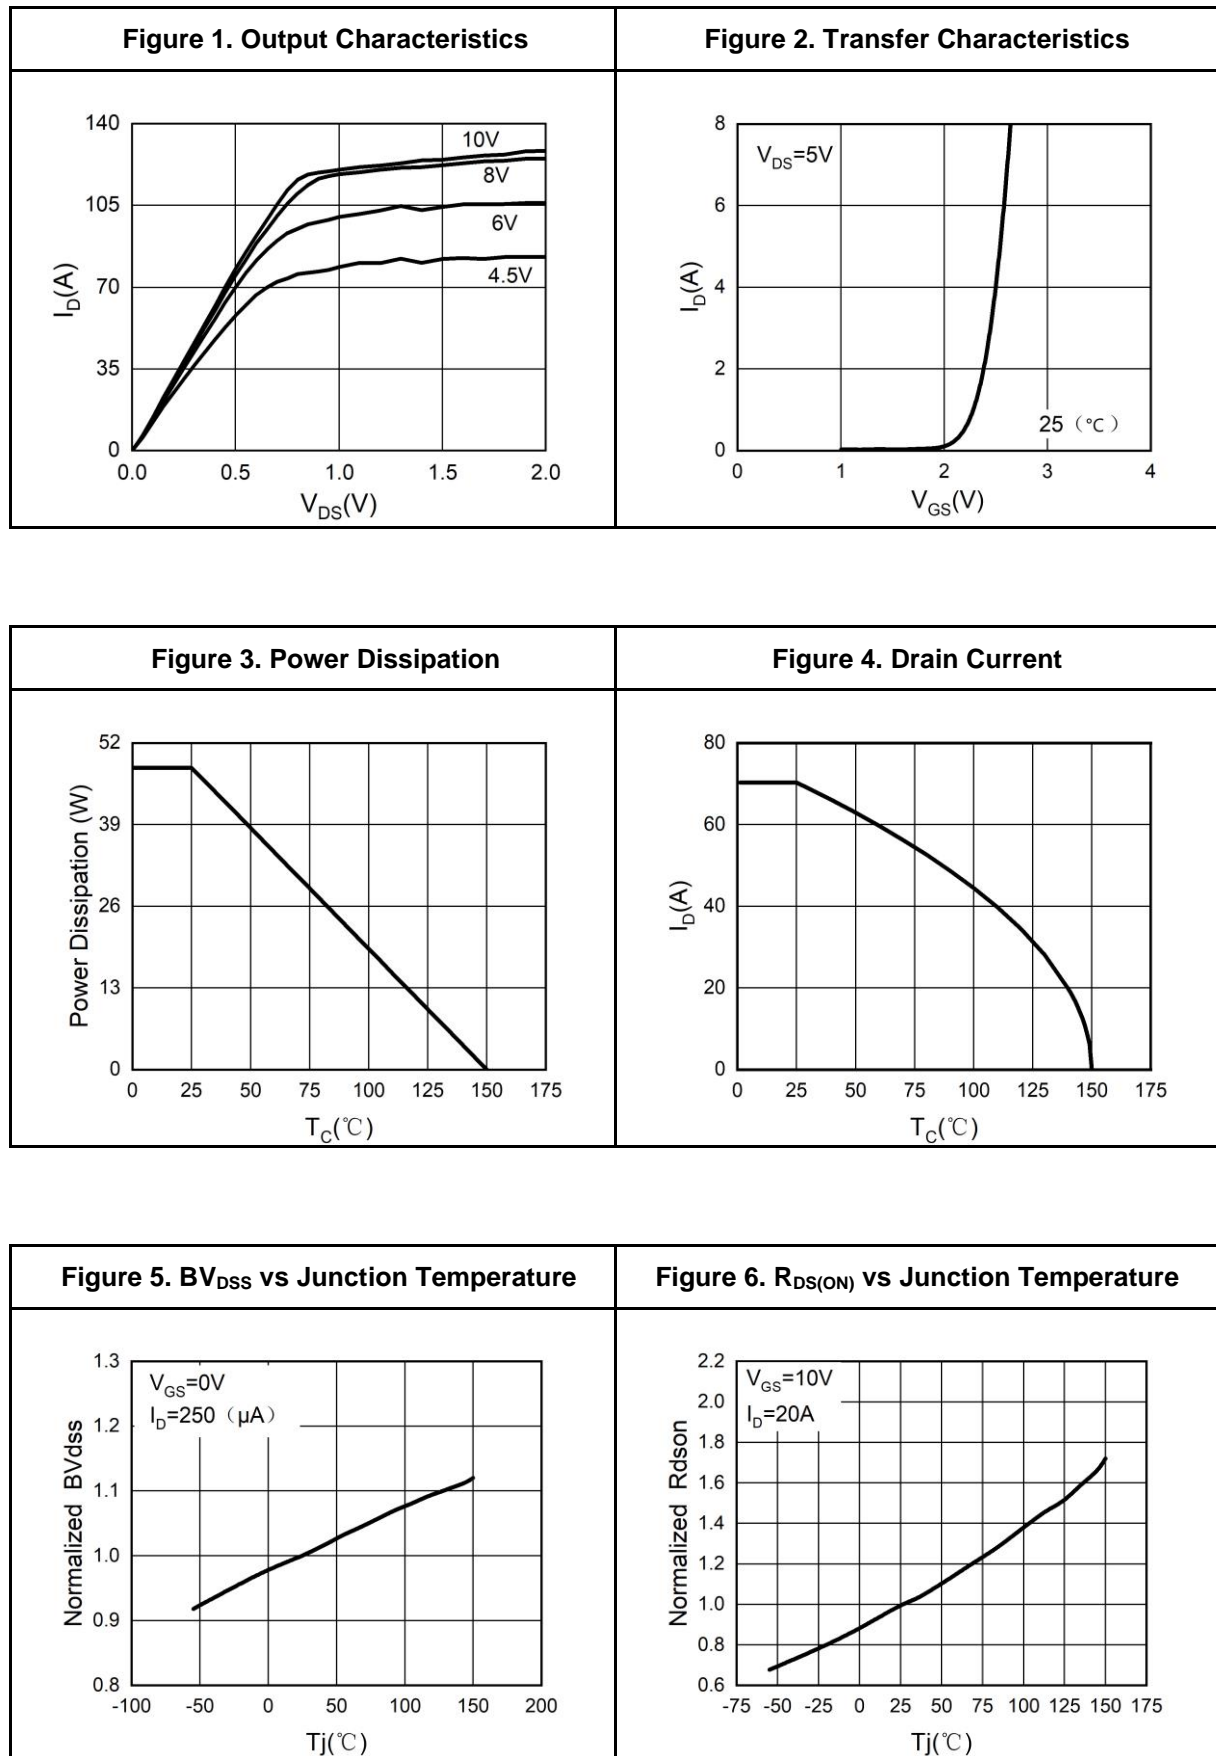 Figure 1. Output Characteristics
Figure 2. Transfer Characteristics
140
105
70
35
0
I_D(A)
10V
8V
6V
4.5V
0.0 0.5 1.0 1.5 2.0
V_DS(V)
8
6
4
2
0
I_D(A)
V_DS=5V
25（℃）
0 1 2 3 4
V_GS(V)
Figure 3. Power Dissipation
Figure 4. Drain Current
52
39
26
13
0
Power Dissipation (W)
0 25 50 75 100 125 150 175
T_C(℃)
80
60
40
20
0
I_D(A)
0 25 50 75 100 125 150 175
T_C(℃)
Figure 5. BV_DSS vs Junction Temperature
Figure 6. R_DS(ON) vs Junction Temperature
1.3
1.2
1.1
1.0
0.9
0.8
Normalized BVdss
V_GS=0V
I_D=250（μA）
-100 -50 0 50 100 150 200
Tj(℃)
2.2
2.0
1.8
1.6
1.4
1.2
1.0
0.8
0.6
Normalized Rdson
V_GS=10V
I_D=20A
-75 -50 -25 0 25 50 75 100 125 150 175
Tj(℃)